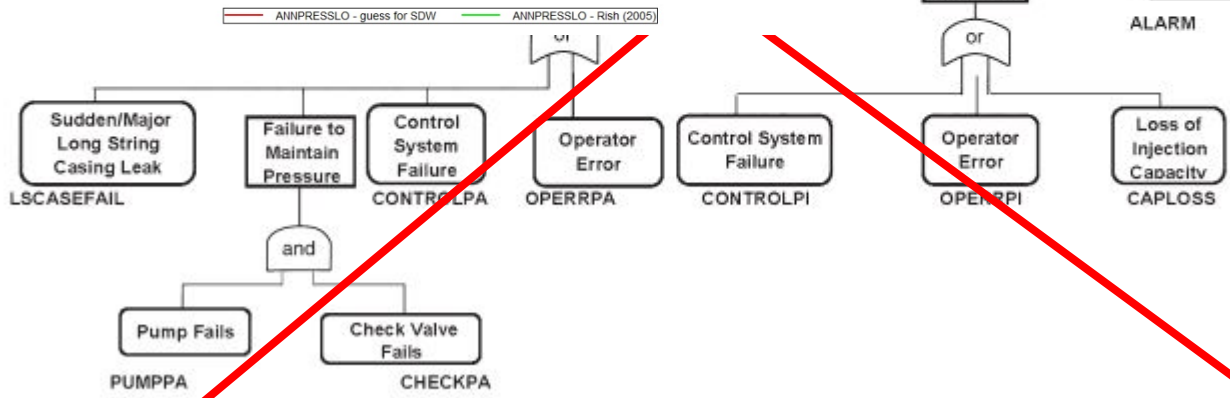 ANNPRESSLO - guess for SDW
ANNPRESSLO - Rish (2005)
or
or
ALARM
Sudden/Major
Long String
Casing Leak
LSCASEFAIL
Failure to
Maintain
Pressure
Control
System
Failure
CONTROLPA
Operator
Error
OPERRPA
Control System
Failure
CONTROLPI
Operator
Error
OPERRPI
Loss of
Injection
Capacity
CAPLOSS
and
Pump Fails
PUMPPA
Check Valve
Fails
CHECKPA